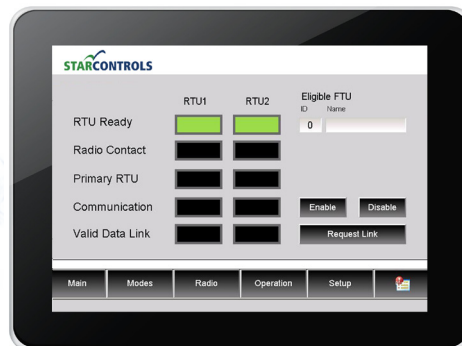 STARCONTROLS
RTU1 RTU2 Eligible FTU
ID Name
RTU Ready 0
Radio Contact
Primary RTU
Communication Enable Disable
Valid Data Link Request Link
Main Modes Radio Operation Setup